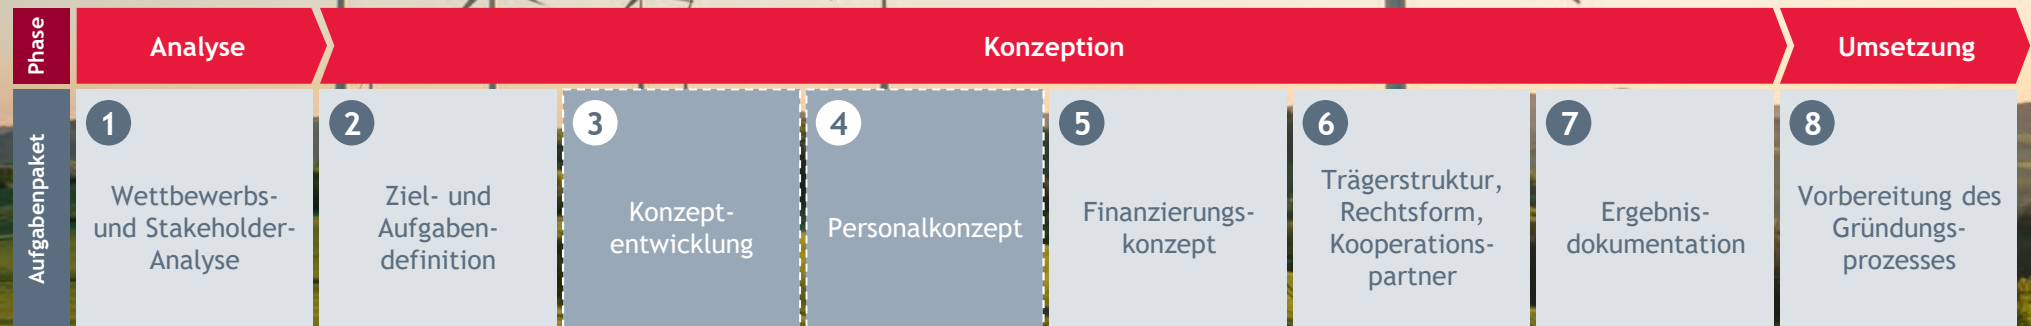 Phase
Analyse
Konzeption
Umsetzung
Aufgabenpaket
1
Wettbewerbs-
und Stakeholder-
Analyse
2
Ziel- und
Aufgaben-
definition
3
Konzept-
entwicklung
4
Personalkonzept
5
Finanzierungs-
konzept
6
Trägerstruktur,
Rechtsform,
Kooperations-
partner
7
Ergebnis-
dokumentation
8
Vorbereitung des
Gründungs-
prozesses